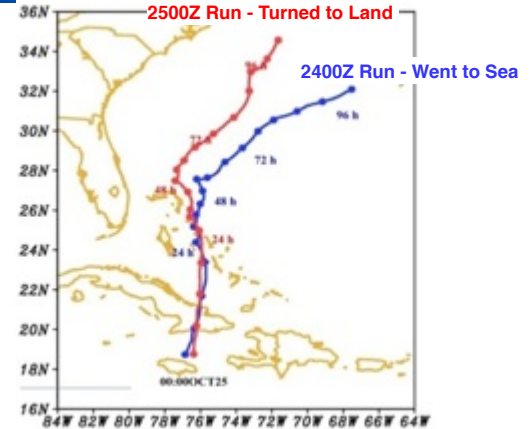 2500Z Run - Turned to Land
36N
34N
96 h
2400Z Run - Went to Sea
32N
96 h
30N
72 h
72 h
28N
48 h
48 h
26N
24 h
24 h
24N
22N
20N
18N
00:00OCT25
16N
84W 82W 80W 78W 76W 74W 72W 70W 68W 66W 64W